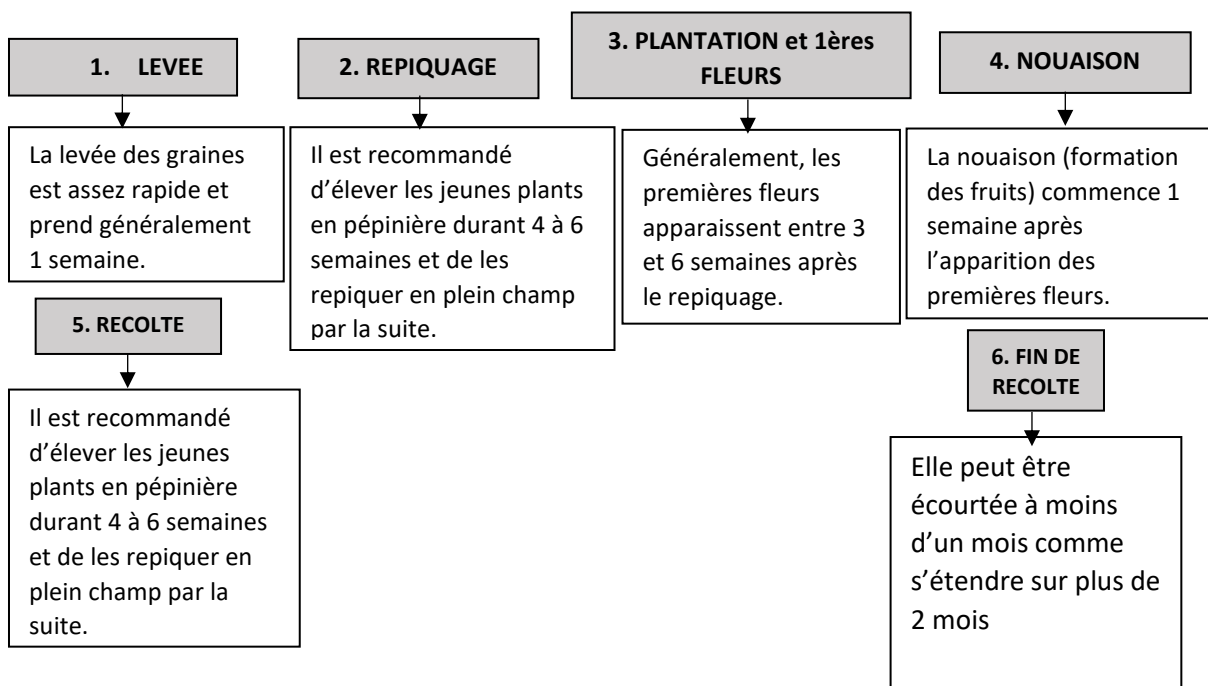 1. LEVEE
La levée des graines
est assez rapide et
prend généralement
1 semaine.
2. REPIQUAGE
Il est recommandé
d’élever les jeunes plants
en pépinière durant 4 à 6
semaines et de les
repiquer en plein champ
par la suite.
3. PLANTATION et 1ères
FLEURS
Généralement, les
premières fleurs
apparaissent entre 3
et 6 semaines après
le repiquage.
4. NOUAISON
La nouaison (formation
des fruits) commence 1
semaine après
l’apparition des
premières fleurs.
5. RECOLTE
Il est recommandé
d’élever les jeunes
plants en pépinière
durant 4 à 6 semaines
et de les repiquer en
plein champ par la
suite.
6. FIN DE
RECOLTE
Elle peut être
écourtée à moins
d’un mois comme
s’étendre sur plus de
2 mois